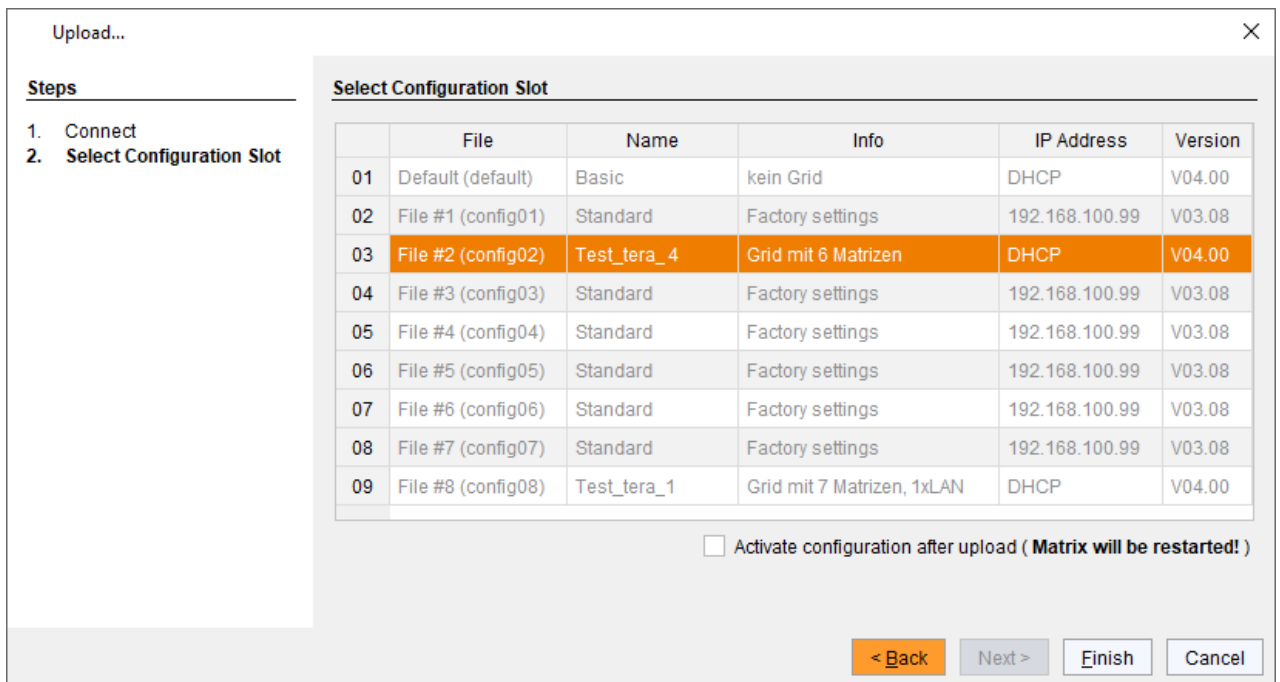 Upload...
Steps
1. Connect
2. Select Configuration Slot
Select Configuration Slot
File Name Info IP Address Version
01 Default (default) Basic kein Grid DHCP V04.00
02 File #1 (config01) Standard Factory settings 192.168.100.99 V03.08
03 File #2 (config02) Test_tera_4 Grid mit 6 Matrizen DHCP V04.00
04 File #3 (config03) Standard Factory settings 192.168.100.99 V03.08
05 File #4 (config04) Standard Factory settings 192.168.100.99 V03.08
06 File #5 (config05) Standard Factory settings 192.168.100.99 V03.08
07 File #6 (config06) Standard Factory settings 192.168.100.99 V03.08
08 File #7 (config07) Standard Factory settings 192.168.100.99 V03.08
09 File #8 (config08) Test_tera_1 Grid mit 7 Matrizen, 1xLAN DHCP V04.00
Activate configuration after upload ( Matrix will be restarted! )
< Back Next > Finish Cancel